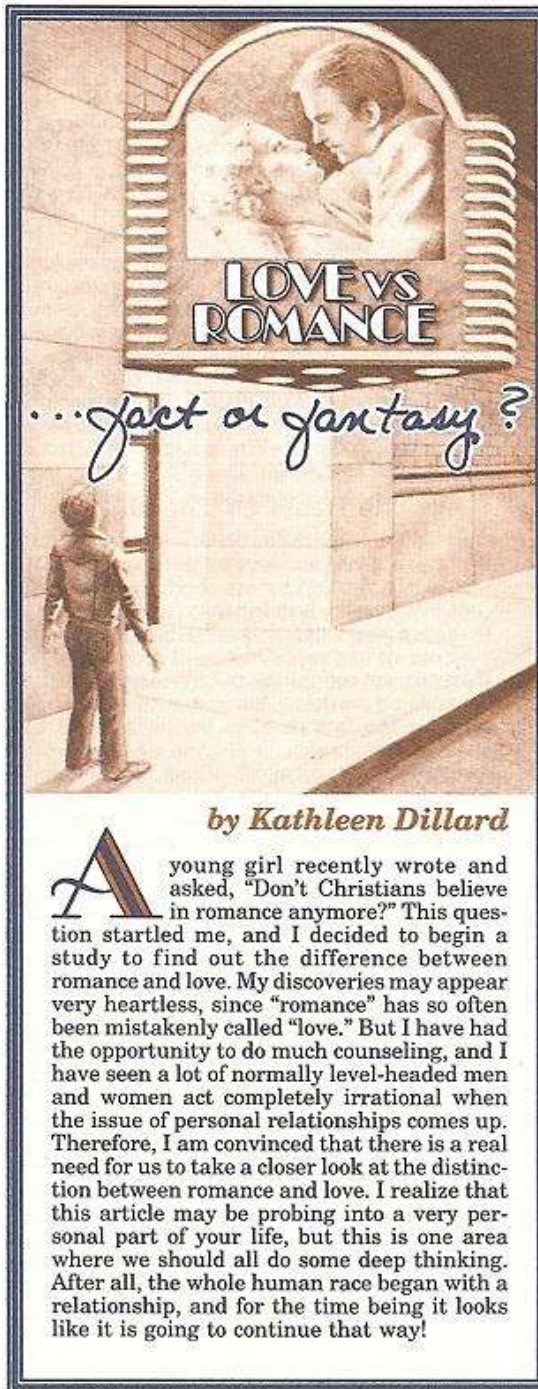 LOVE vs
ROMANCE
...fact or fantasy?
by Kathleen Dillard
A young girl recently wrote and
asked, “Don’t Christians believe
in romance anymore?” This ques-
tion startled me, and I decided to begin a
study to find out the difference between
romance and love. My discoveries may appear
very heartless, since “romance” has so often
been mistakenly called “love.” But I have had
the opportunity to do much counseling, and I
have seen a lot of normally level-headed men
and women act completely irrational when
the issue of personal relationships comes up.
Therefore, I am convinced that there is a real
need for us to take a closer look at the distinc-
tion between romance and love. I realize that
this article may be probing into a very per-
sonal part of your life, but this is one area
where we should all do some deep thinking.
After all, the whole human race began with a
relationship, and for the time being it looks
like it is going to continue that way!